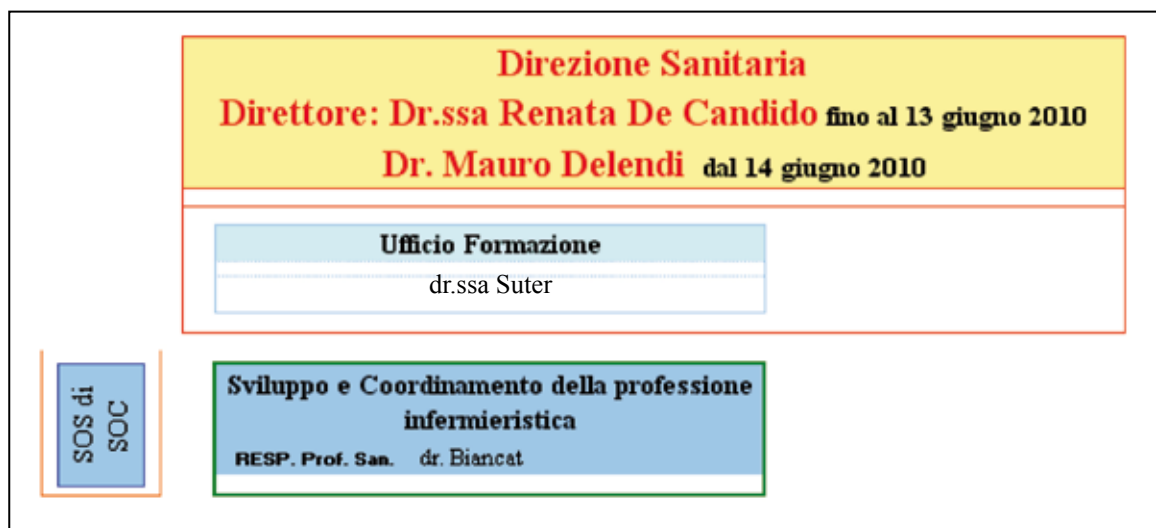 Direzione Sanitaria
Direttore: Dr.ssa Renata De Candido fino al 13 giugno 2010
Dr. Mauro Delendi dal 14 giugno 2010
Ufficio Formazione
dr.ssa Suter
SOS di
SOC
Sviluppo e Coordinamento della professione
infermieristica
RESP. Prof. San. dr. Biancat